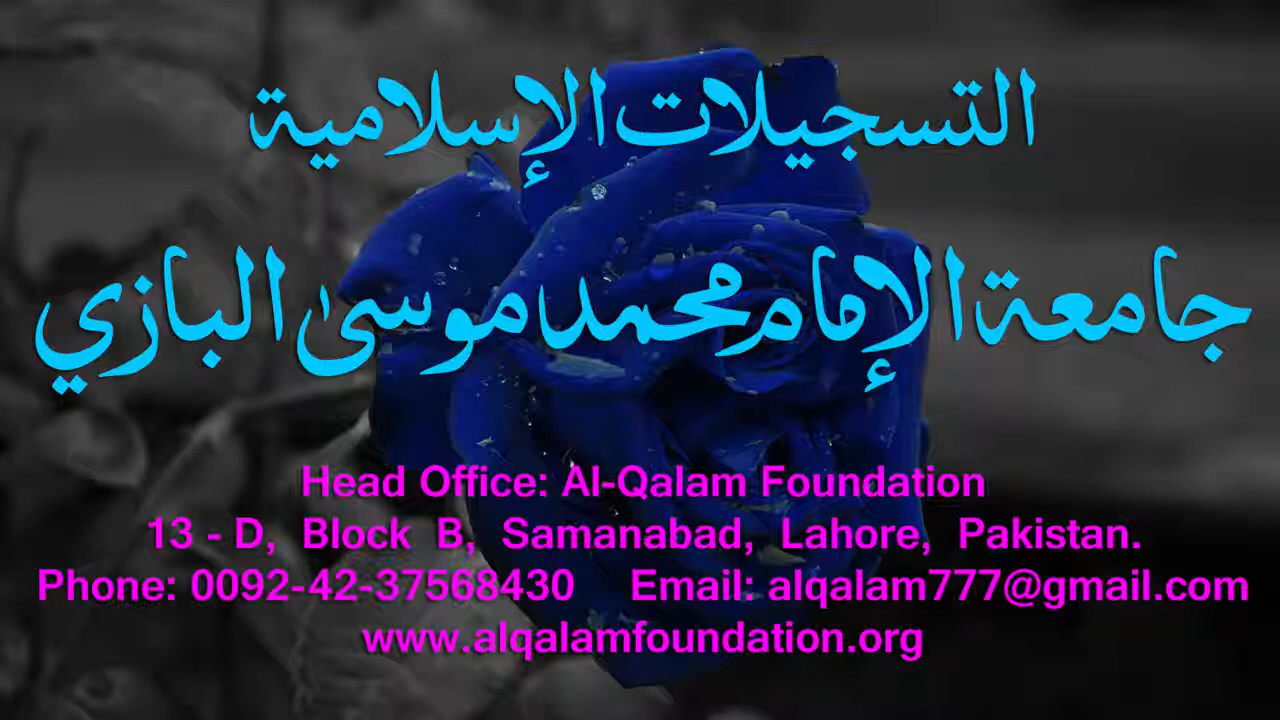 التسجيلات الإسلامية
جامعة الإمام محمد موسىٰ البازي
Head Office: Al-Qalam Foundation
13 - D, Block B, Samanabad, Lahore, Pakistan.
Phone: 0092-42-37568430 Email: alqalam777@gmail.com
www.alqalamfoundation.org